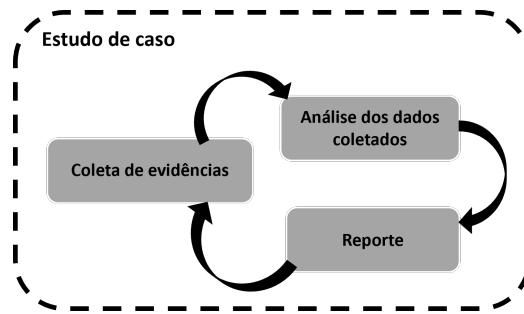 Estudo de caso
Análise dos dados
coletados
Coleta de evidências
Reporte